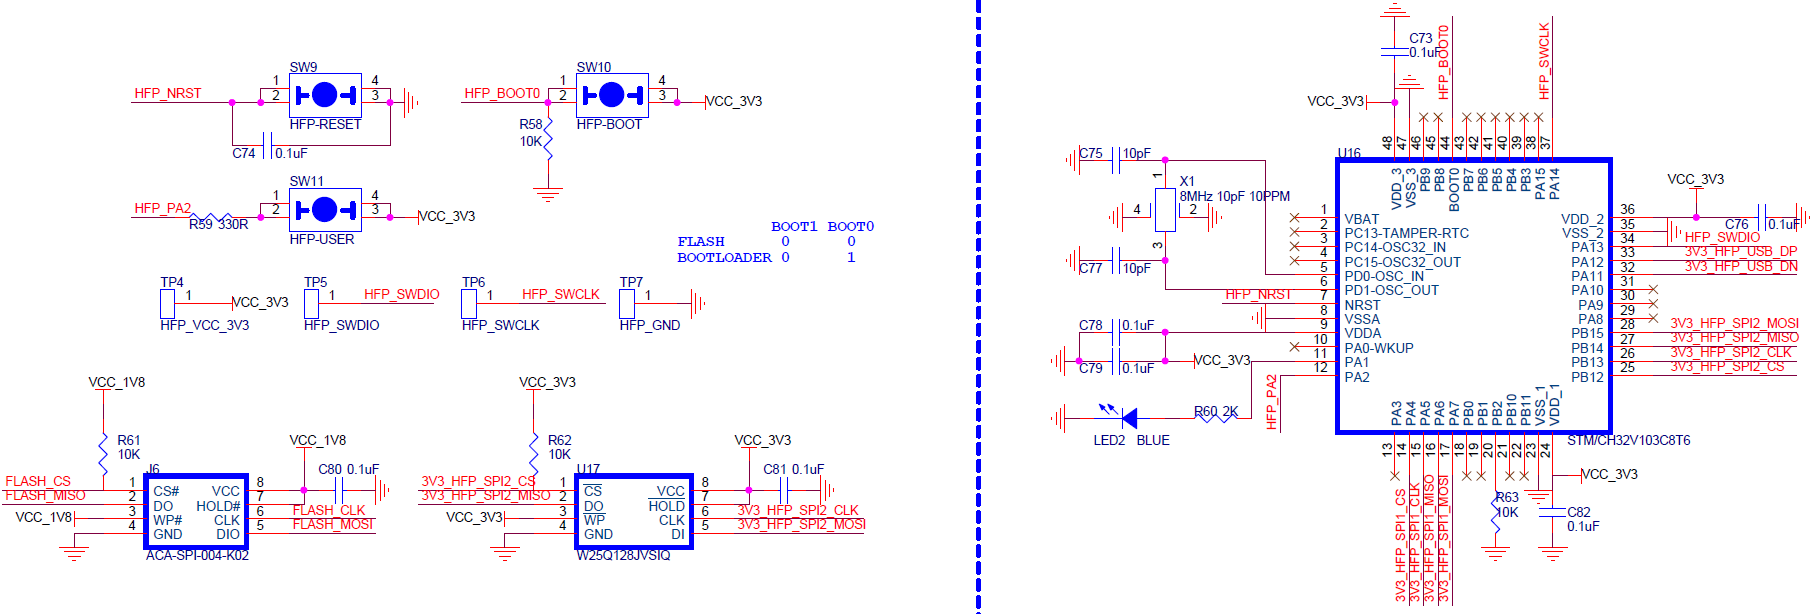 SW9
HFP_NRST
1
2
4
3
HFP-RESET
C74
0.1uF
SW10
HFP_BOOT0
1
2
4
3
VCC_3V3
HFP-BOOT
R58
10K
SW11
HFP_PA2
R59 330R
1
2
4
3
VCC_3V3
HFP-USER
BOOT1 BOOT0
FLASH 0 0
BOOTLOADER 0 1
TP4
1
VCC_3V3
HFP_VCC_3V3
TP5
1
HFP_SWDIO
HFP_SWDIO
TP6
1
HFP_SWCLK
HFP_SWCLK
TP7
1
HFP_GND
VCC_1V8
R61
10K
VCC_1V8
C80 0.1uF
J6
FLASH_CS 1 CS# VCC 8
FLASH_MISO 2 DO HOLD# 7
VCC_1V8 3 WP# CLK 6 FLASH_CLK
4 GND DIO 5 FLASH_MOSI
ACA-SPI-004-K02
VCC_3V3
R62
10K
VCC_3V3
C81 0.1uF
U17
3V3_HFP_SPI2_CS 1 CS VCC 8
3V3_HFP_SPI2_MISO 2 DO HOLD 7
VCC_3V3 3 WP CLK 6 3V3_HFP_SPI2_CLK
4 GND DI 5 3V3_HFP_SPI2_MOSI
W25Q128JVSIQ
C73
0.1uF
HFP_BOOT0
HFP_SWCLK
VCC_3V3
48 47 46 45 44 43 42 41 40 39 38 37
U16
VDD_3 VSS_3 PB9 PB8 BOOT0 PB7 PB6 PB5 PB4 PB3 PA15 PA14
C75
10pF
1
X1
8MHz 10pF 10PPM
4
2
3
C77
10pF
HFP_NRST
C78
0.1uF
C79
0.1uF
VCC_3V3
HFP_PA2
R60 2K
LED2 BLUE
1 VBAT
2 PC13-TAMPER-RTC
3 PC14-OSC32_IN
4 PC15-OSC32_OUT
5 PD0-OSC_IN
6 PD1-OSC_OUT
7 NRST
8 VSSA
9 VDDA
10 PA0-WKUP
11 PA1
12 PA2
VCC_3V3
C76
0.1uF
VDD_2 36
VSS_2 35
PA13 34 HFP_SWDIO
PA12 33 3V3_HFP_USB_DP
PA11 32 3V3_HFP_USB_DN
PA10 31
PA9 30
PA8 29
PB15 28 3V3_HFP_SPI2_MOSI
PB14 27 3V3_HFP_SPI2_MISO
PB13 26 3V3_HFP_SPI2_CLK
PB12 25 3V3_HFP_SPI2_CS
PA3 PA4 PA5 PA6 PA7 PB0 PB1 PB2 PB10 PB11 VSS_1 VDD_1
STM/CH32V103C8T6
13 14 15 16 17 18 19 20 21 22 23 24
3V3_HFP_SPI1_CS
3V3_HFP_SPI1_CLK
3V3_HFP_SPI1_MISO
3V3_HFP_SPI1_MOSI
VCC_3V3
R63
10K
C82
0.1uF